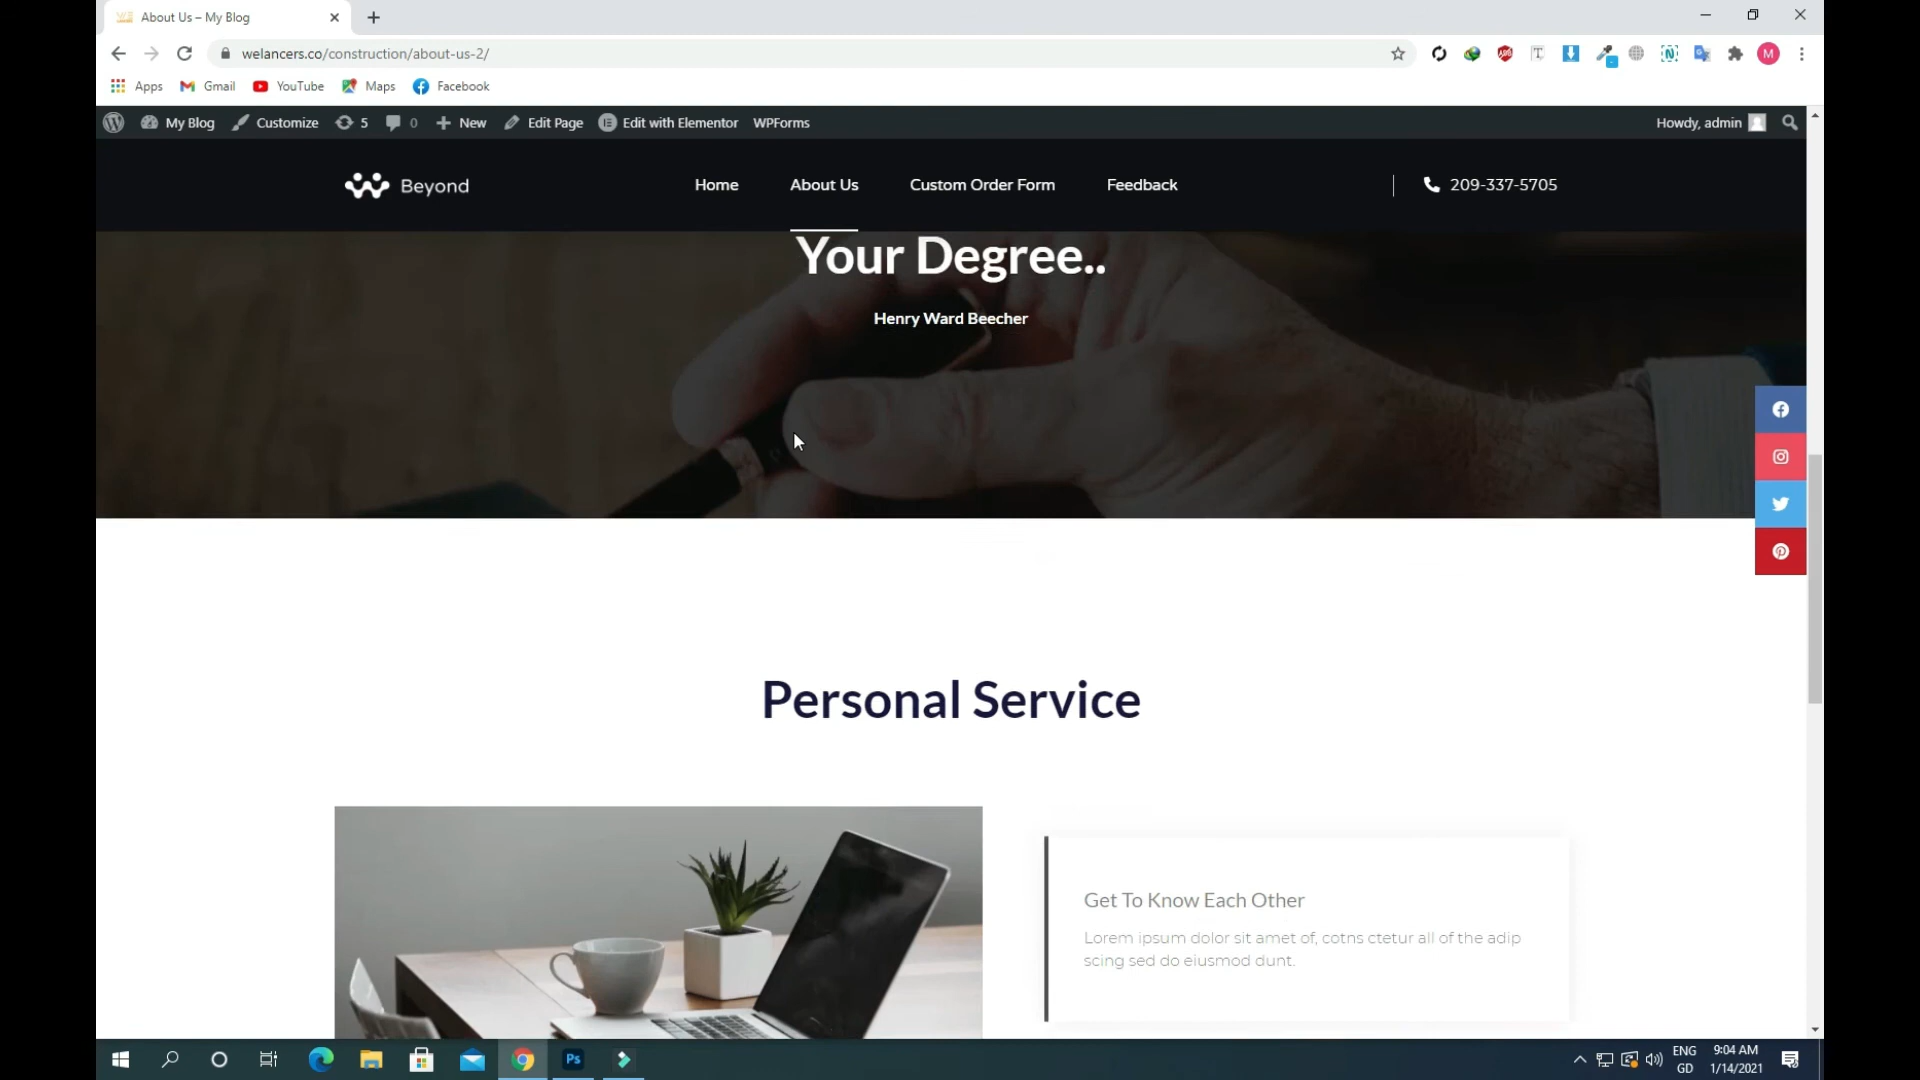 About Us – My Blog
welancers.co/construction/about-us-2/
ABP
T
M
Apps
Gmail
YouTube
Maps
Facebook
My Blog
Customize
5
0
New
Edit Page
Edit with Elementor
WPForms
Howdy, admin
Beyond
Home
About Us
Custom Order Form
Feedback
209-337-5705
Your Degree..
Henry Ward Beecher
Personal Service
Get To Know Each Other
Lorem ipsum dolor sit amet of, cotns ctetur all of the adip
scing sed do eiusmod dunt.
Ps
ENG
GD
9:04 AM
1/14/2021